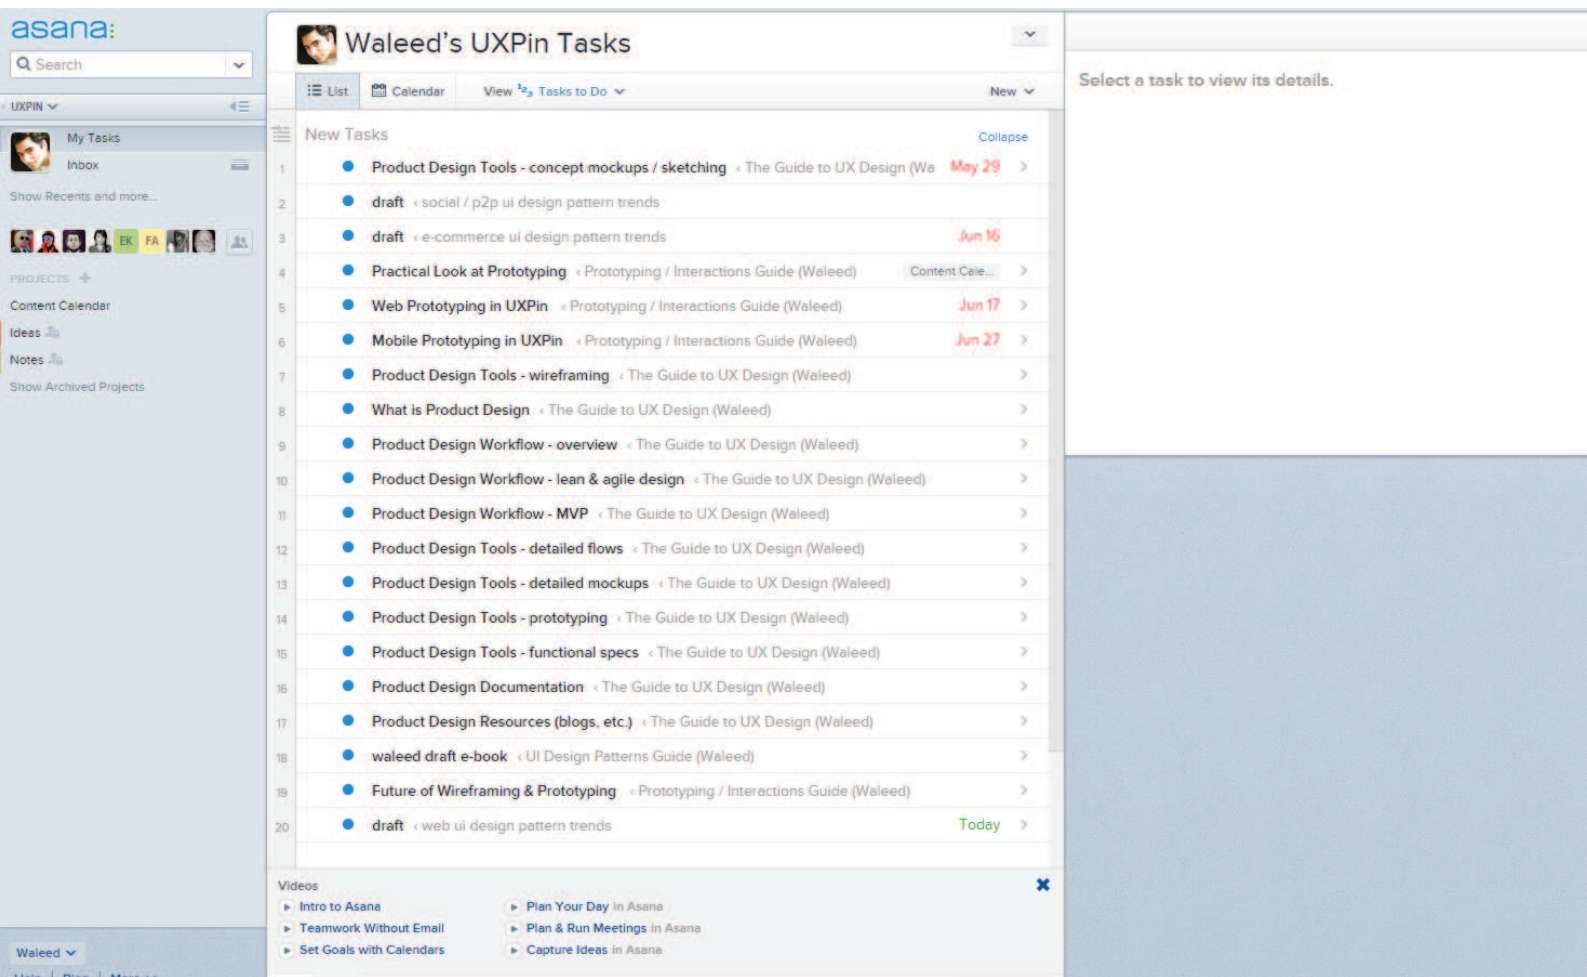 asana:
Search
UXPIN
My Tasks
Inbox
Show Recents and more...
EK FA
PROJECTS +
Content Calendar
Ideas
Notes
Show Archived Projects
Waleed
Waleed's UXPin Tasks
List Calendar View Tasks to Do New
New Tasks Collapse
1 Product Design Tools - concept mockups / sketching ‹ The Guide to UX Design (Wa May 29
2 draft ‹ social / p2p ui design pattern trends
3 draft ‹ e-commerce ui design pattern trends Jun 16
4 Practical Look at Prototyping ‹ Prototyping / Interactions Guide (Waleed) Content Cale...
5 Web Prototyping in UXPin ‹ Prototyping / Interactions Guide (Waleed) Jun 17
6 Mobile Prototyping in UXPin ‹ Prototyping / Interactions Guide (Waleed) Jun 27
7 Product Design Tools - wireframing ‹ The Guide to UX Design (Waleed)
8 What is Product Design ‹ The Guide to UX Design (Waleed)
9 Product Design Workflow - overview ‹ The Guide to UX Design (Waleed)
10 Product Design Workflow - lean & agile design ‹ The Guide to UX Design (Waleed)
11 Product Design Workflow - MVP ‹ The Guide to UX Design (Waleed)
12 Product Design Tools - detailed flows ‹ The Guide to UX Design (Waleed)
13 Product Design Tools - detailed mockups ‹ The Guide to UX Design (Waleed)
14 Product Design Tools - prototyping ‹ The Guide to UX Design (Waleed)
15 Product Design Tools - functional specs ‹ The Guide to UX Design (Waleed)
16 Product Design Documentation ‹ The Guide to UX Design (Waleed)
17 Product Design Resources (blogs, etc.) ‹ The Guide to UX Design (Waleed)
18 waleed draft e-book ‹ UI Design Patterns Guide (Waleed)
19 Future of Wireframing & Prototyping ‹ Prototyping / Interactions Guide (Waleed)
20 draft ‹ web ui design pattern trends Today
Videos
Intro to Asana Plan Your Day in Asana
Teamwork Without Email Plan & Run Meetings in Asana
Set Goals with Calendars Capture Ideas in Asana
Select a task to view its details.